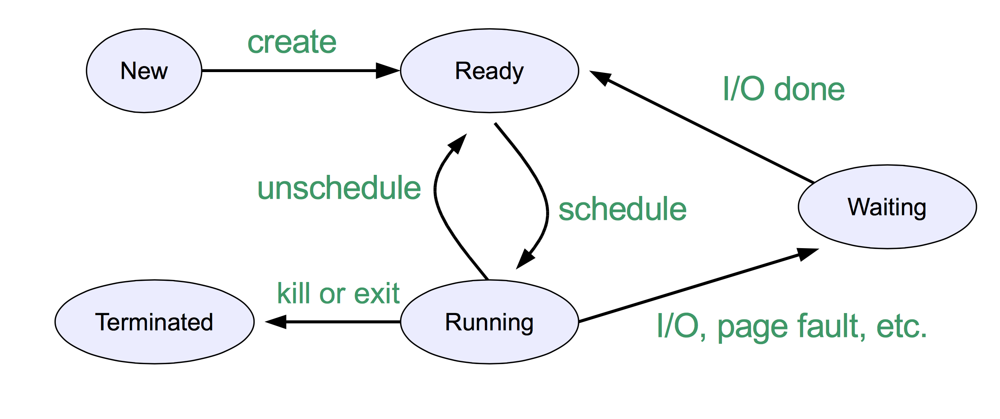 create
New
Ready
I/O done
unschedule
schedule
Waiting
kill or exit
Terminated
Running
I/O, page fault, etc.